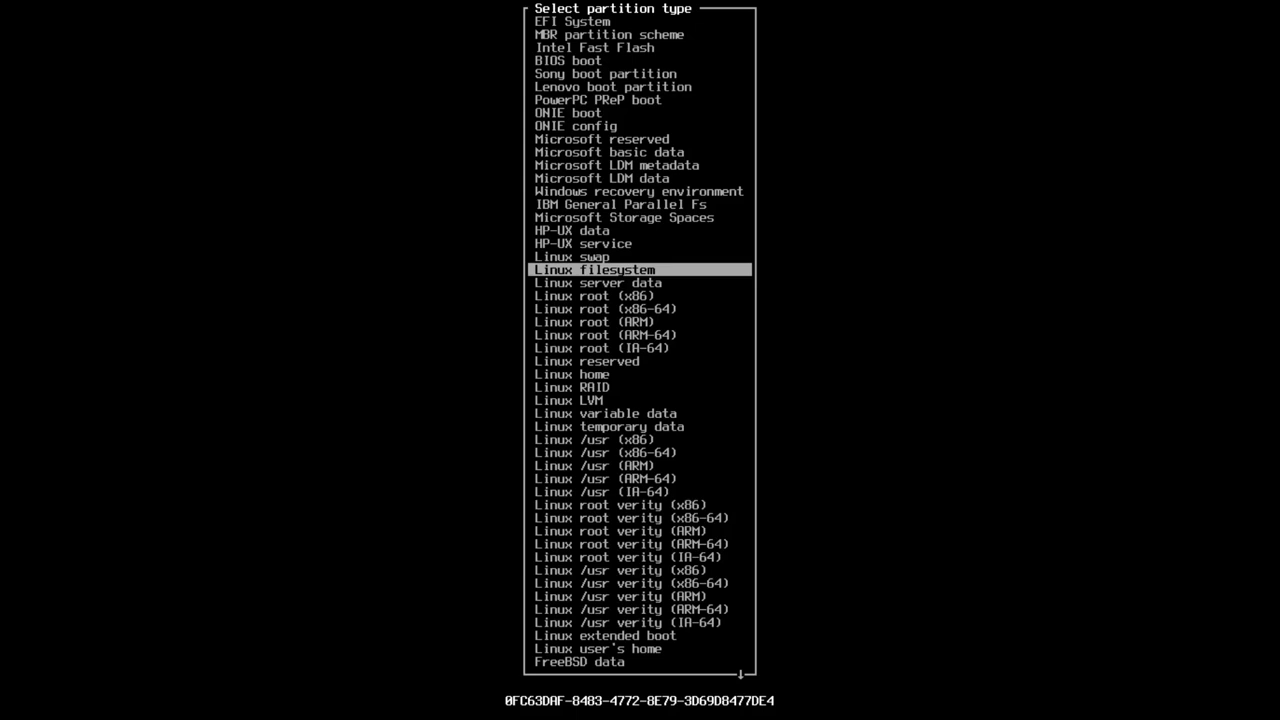 Select partition type
EFI System
MBR partition scheme
Intel Fast Flash
BIOS boot
Sony boot partition
Lenovo boot partition
PowerPC PReP boot
ONIE boot
ONIE config
Microsoft reserved
Microsoft basic data
Microsoft LDM metadata
Microsoft LDM data
Windows recovery environment
IBM General Parallel Fs
Microsoft Storage Spaces
HP-UX data
HP-UX service
Linux swap
Linux filesystem
Linux server data
Linux root (x86)
Linux root (x86-64)
Linux root (ARM)
Linux root (ARM-64)
Linux root (IA-64)
Linux reserved
Linux home
Linux RAID
Linux LVM
Linux variable data
Linux temporary data
Linux /usr (x86)
Linux /usr (x86-64)
Linux /usr (ARM)
Linux /usr (ARM-64)
Linux /usr (IA-64)
Linux root verity (x86)
Linux root verity (x86-64)
Linux root verity (ARM)
Linux root verity (ARM-64)
Linux root verity (IA-64)
Linux /usr verity (x86)
Linux /usr verity (x86-64)
Linux /usr verity (ARM)
Linux /usr verity (ARM-64)
Linux /usr verity (IA-64)
Linux extended boot
Linux user's home
FreeBSD data
0FC63DAF-8483-4772-8E79-3D69D8477DE4